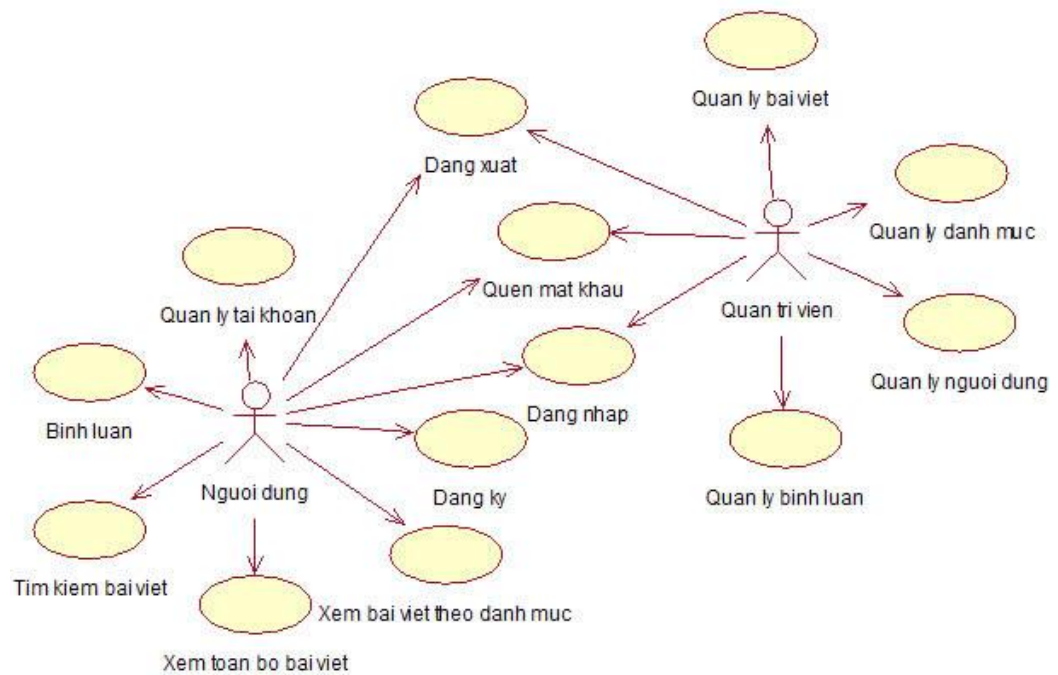 Quan ly bai viet
Dang xuat
Quan ly danh muc
Quen mat khau
Quan tri vien
Quan ly tai khoan
Quan ly nguoi dung
Dang nhap
Binh luan
Quan ly binh luan
Nguoi dung
Dang ky
Tim kiem bai viet
Xem bai viet theo danh muc
Xem toan bo bai viet